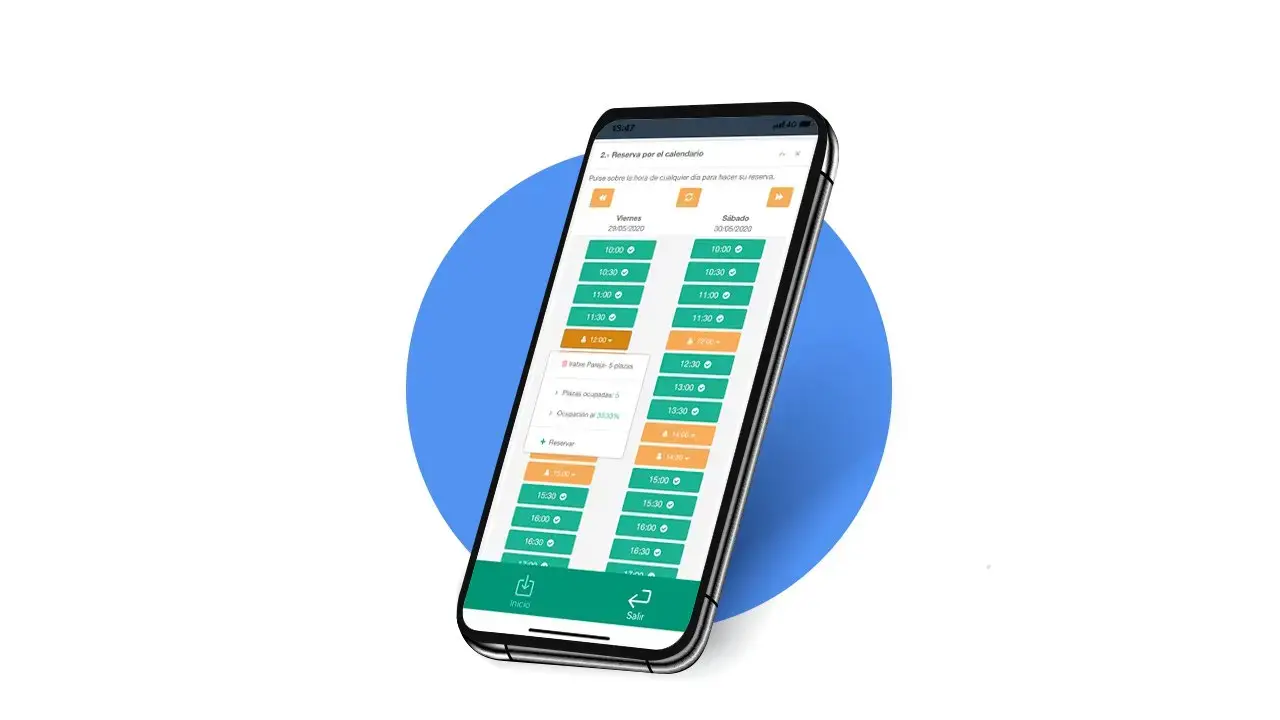 13:47 4G
2.- Reserva por el calendario
Pulse sobre la hora de cualquier día para hacer su reserva.
Viernes
29/05/2020
Sábado
30/05/2020
10:00
10:00
10:30
10:30
11:00
11:00
11:30
11:30
12:00
12:00
12:30
Pareja- 5 plazas
Plazas ocupadas: 5
Ocupación al 33.33%
Reservar
13:00
13:30
14:00
14:30
15:00
15:00
15:30
15:30
16:00
16:00
16:30
16:30
17:00
17:00
Inicio
Salir